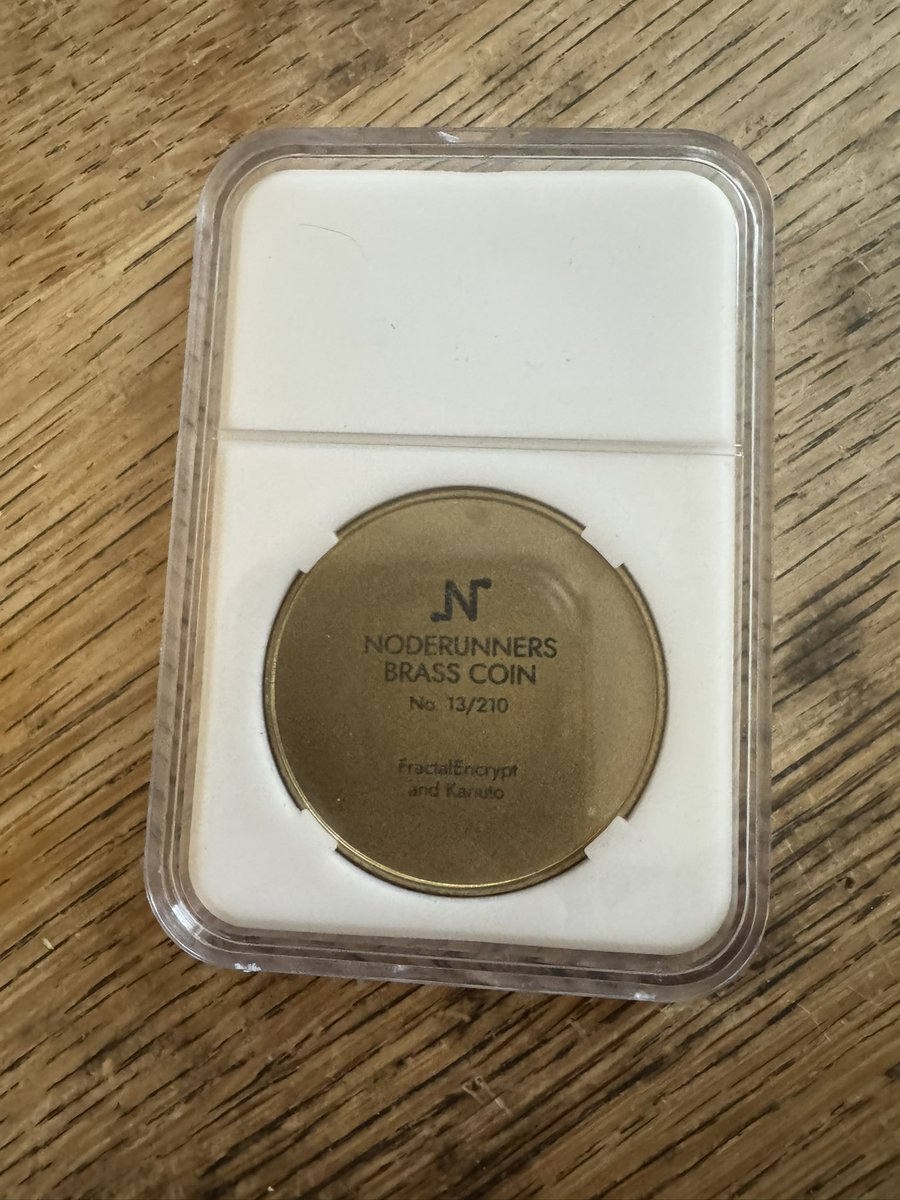 N
NODERUNNERS
BRASS COIN
No. 13/210
FractalEncrypt
and Kanuto